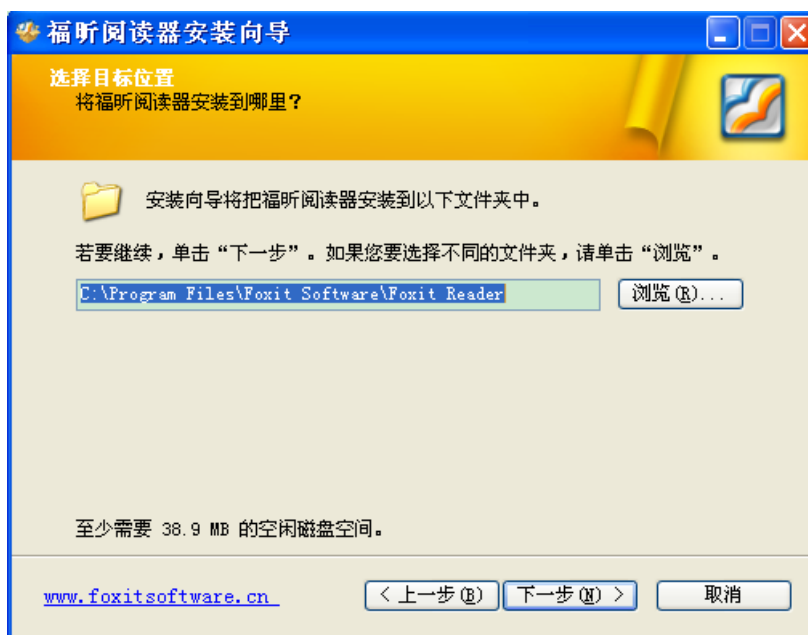 福昕阅读器安装向导
选择目标位置
将福昕阅读器安装到哪里？
安装向导将把福昕阅读器安装到以下文件夹中。
若要继续，单击“下一步”。如果您要选择不同的文件夹，请单击“浏览”。
C:\Program Files\Foxit Software\Foxit Reader
浏览(R)...
至少需要 38.9 MB 的空闲磁盘空间。
www.foxitsoftware.cn
< 上一步(B) 下一步(N) > 取消